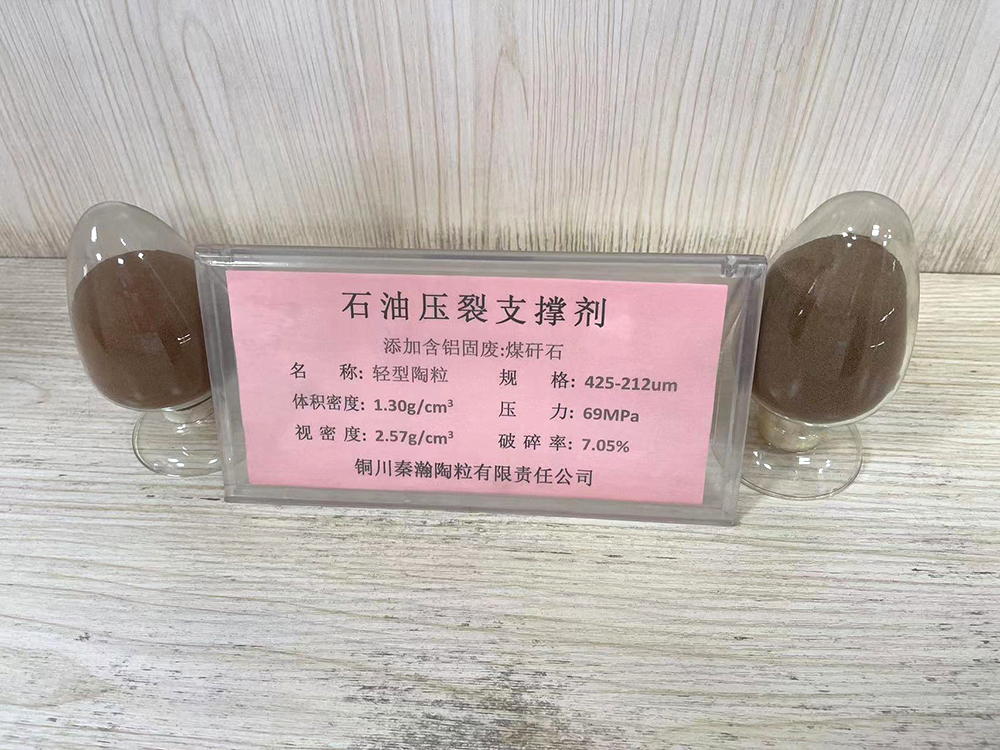 石油压裂支撑剂
添加含铝固废:煤矸石
名 称: 轻型陶粒 规 格: 425-212um
体积密度: 1.30g/cm³ 压 力: 69MPa
视 密 度: 2.57g/cm³ 破 碎 率: 7.05%
铜川秦瀚陶粒有限责任公司